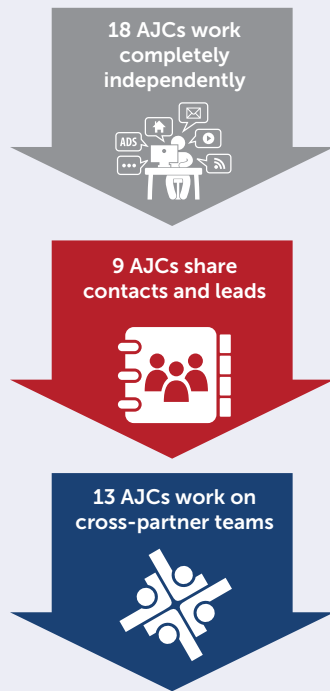 18 AJCs work
completely
independently
ADS
9 AJCs share
contacts and leads
13 AJCs work on
cross-partner teams